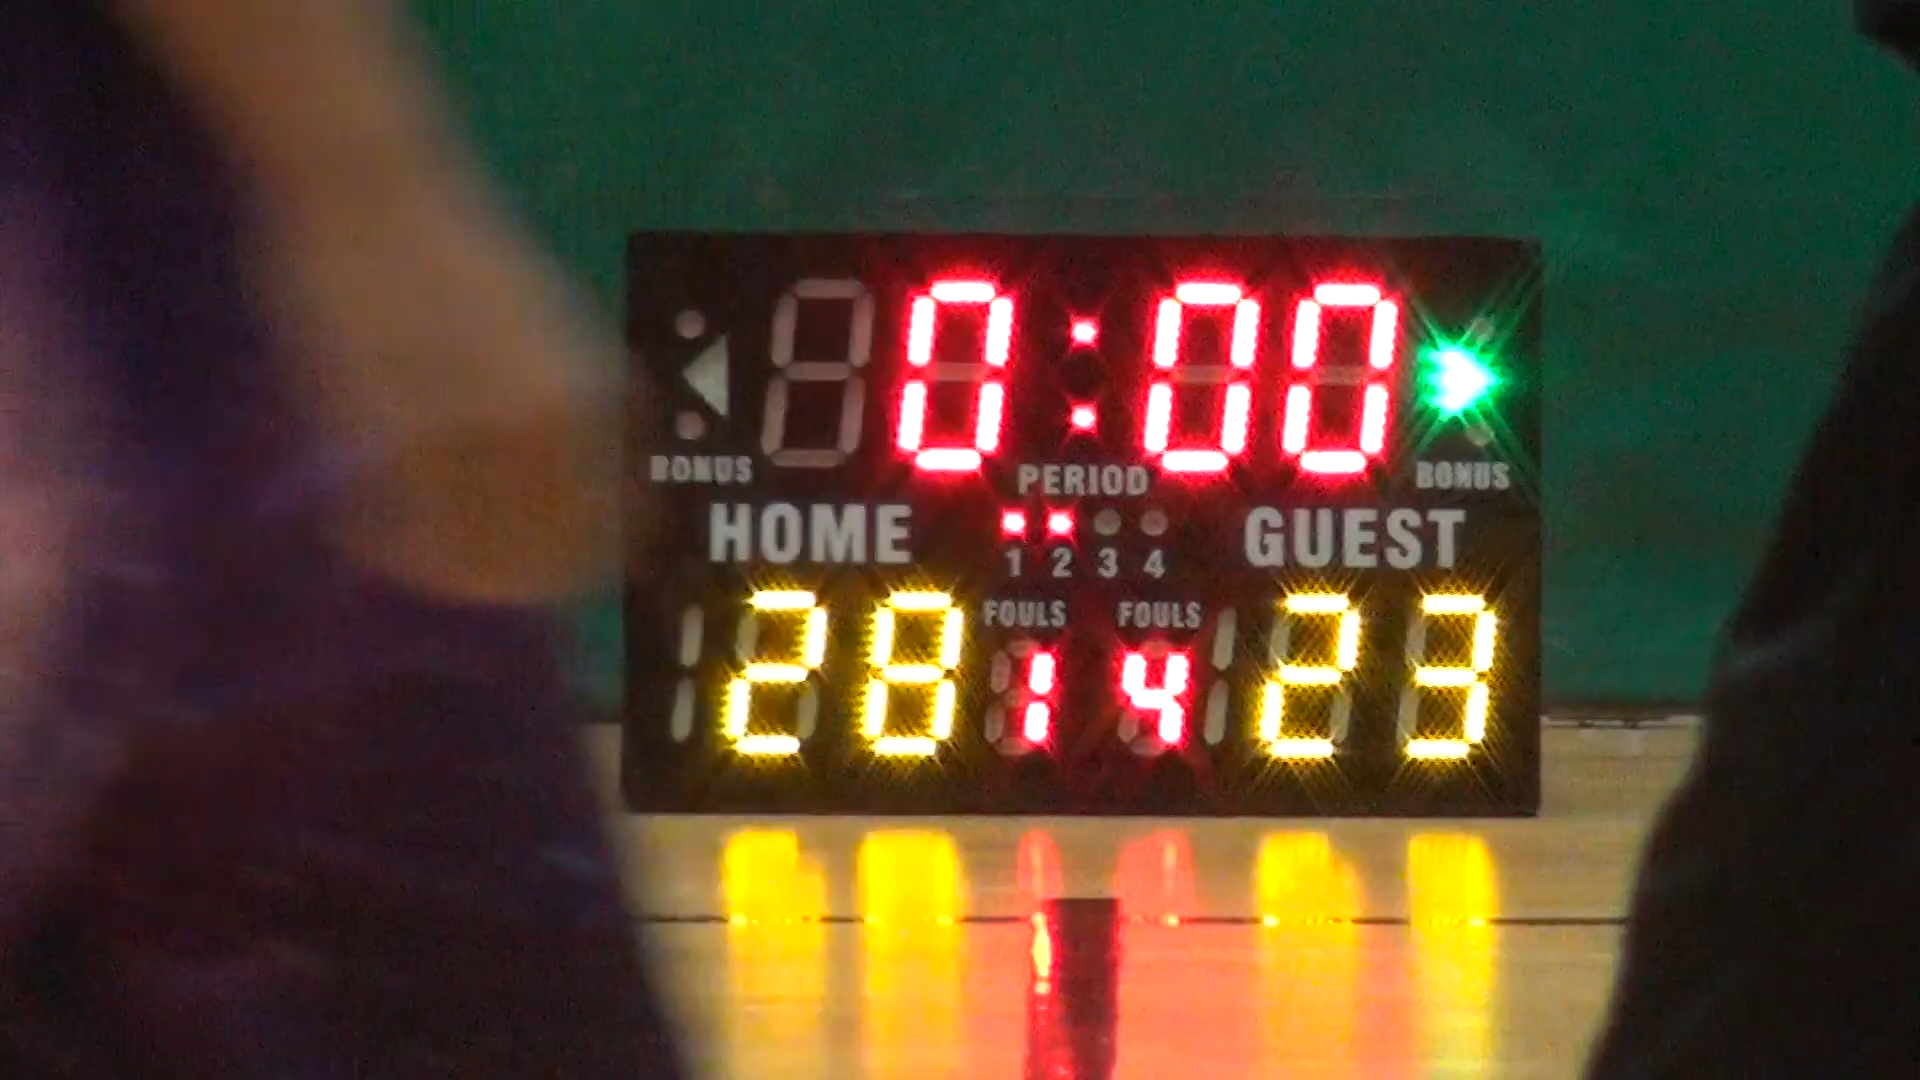 0:00
BONUS PERIOD BONUS
HOME 1 2 3 4 GUEST
FOULS FOULS
28 1 4 23